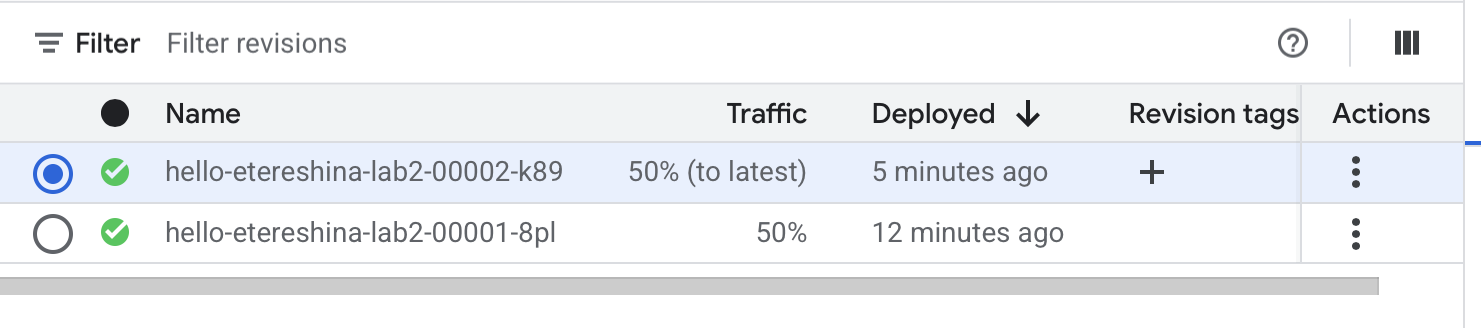 Filter Filter revisions
Name Traffic Deployed Revision tags Actions
hello-etereshina-lab2-00002-k89 50% (to latest) 5 minutes ago
hello-etereshina-lab2-00001-8pl 50% 12 minutes ago